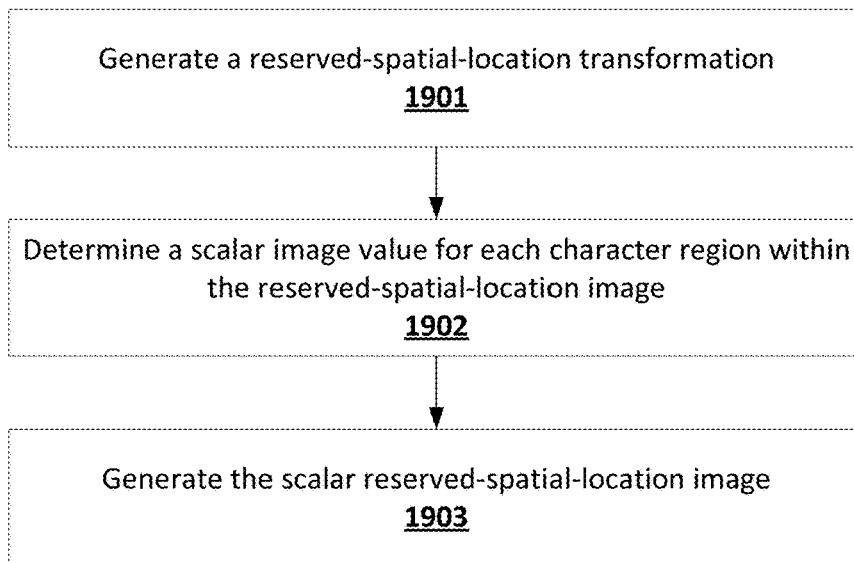 Generate a reserved-spatial-location transformation
1901
Determine a scalar image value for each character region within
the reserved-spatial-location image
1902
Generate the scalar reserved-spatial-location image
1903